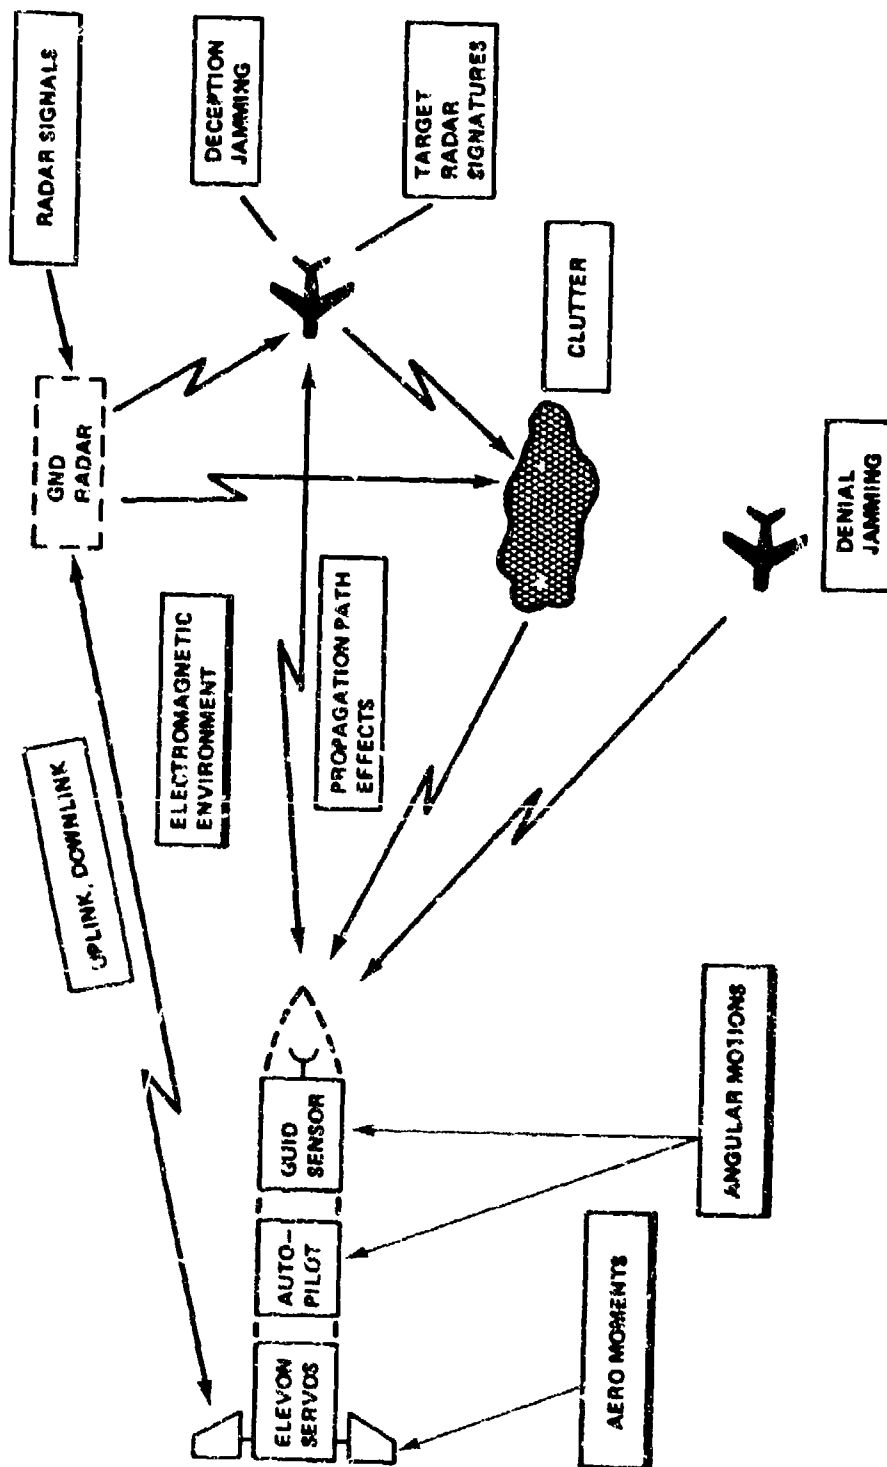 RADAR SIGNALS
GND
RADAR
DECEPTION
JAMMING
TARGET
RADAR
SIGNATURES
UPLINK, DOWNLINK
ELECTROMAGNETIC
ENVIRONMENT
PROPAGATION PATH
EFFECTS
CLUTTER
DENIAL
JAMMING
ELEVON
SERVOS
AUTO-
PILOT
GUID
SENSOR
AERO MOMENTS
ANGULAR MOTIONS